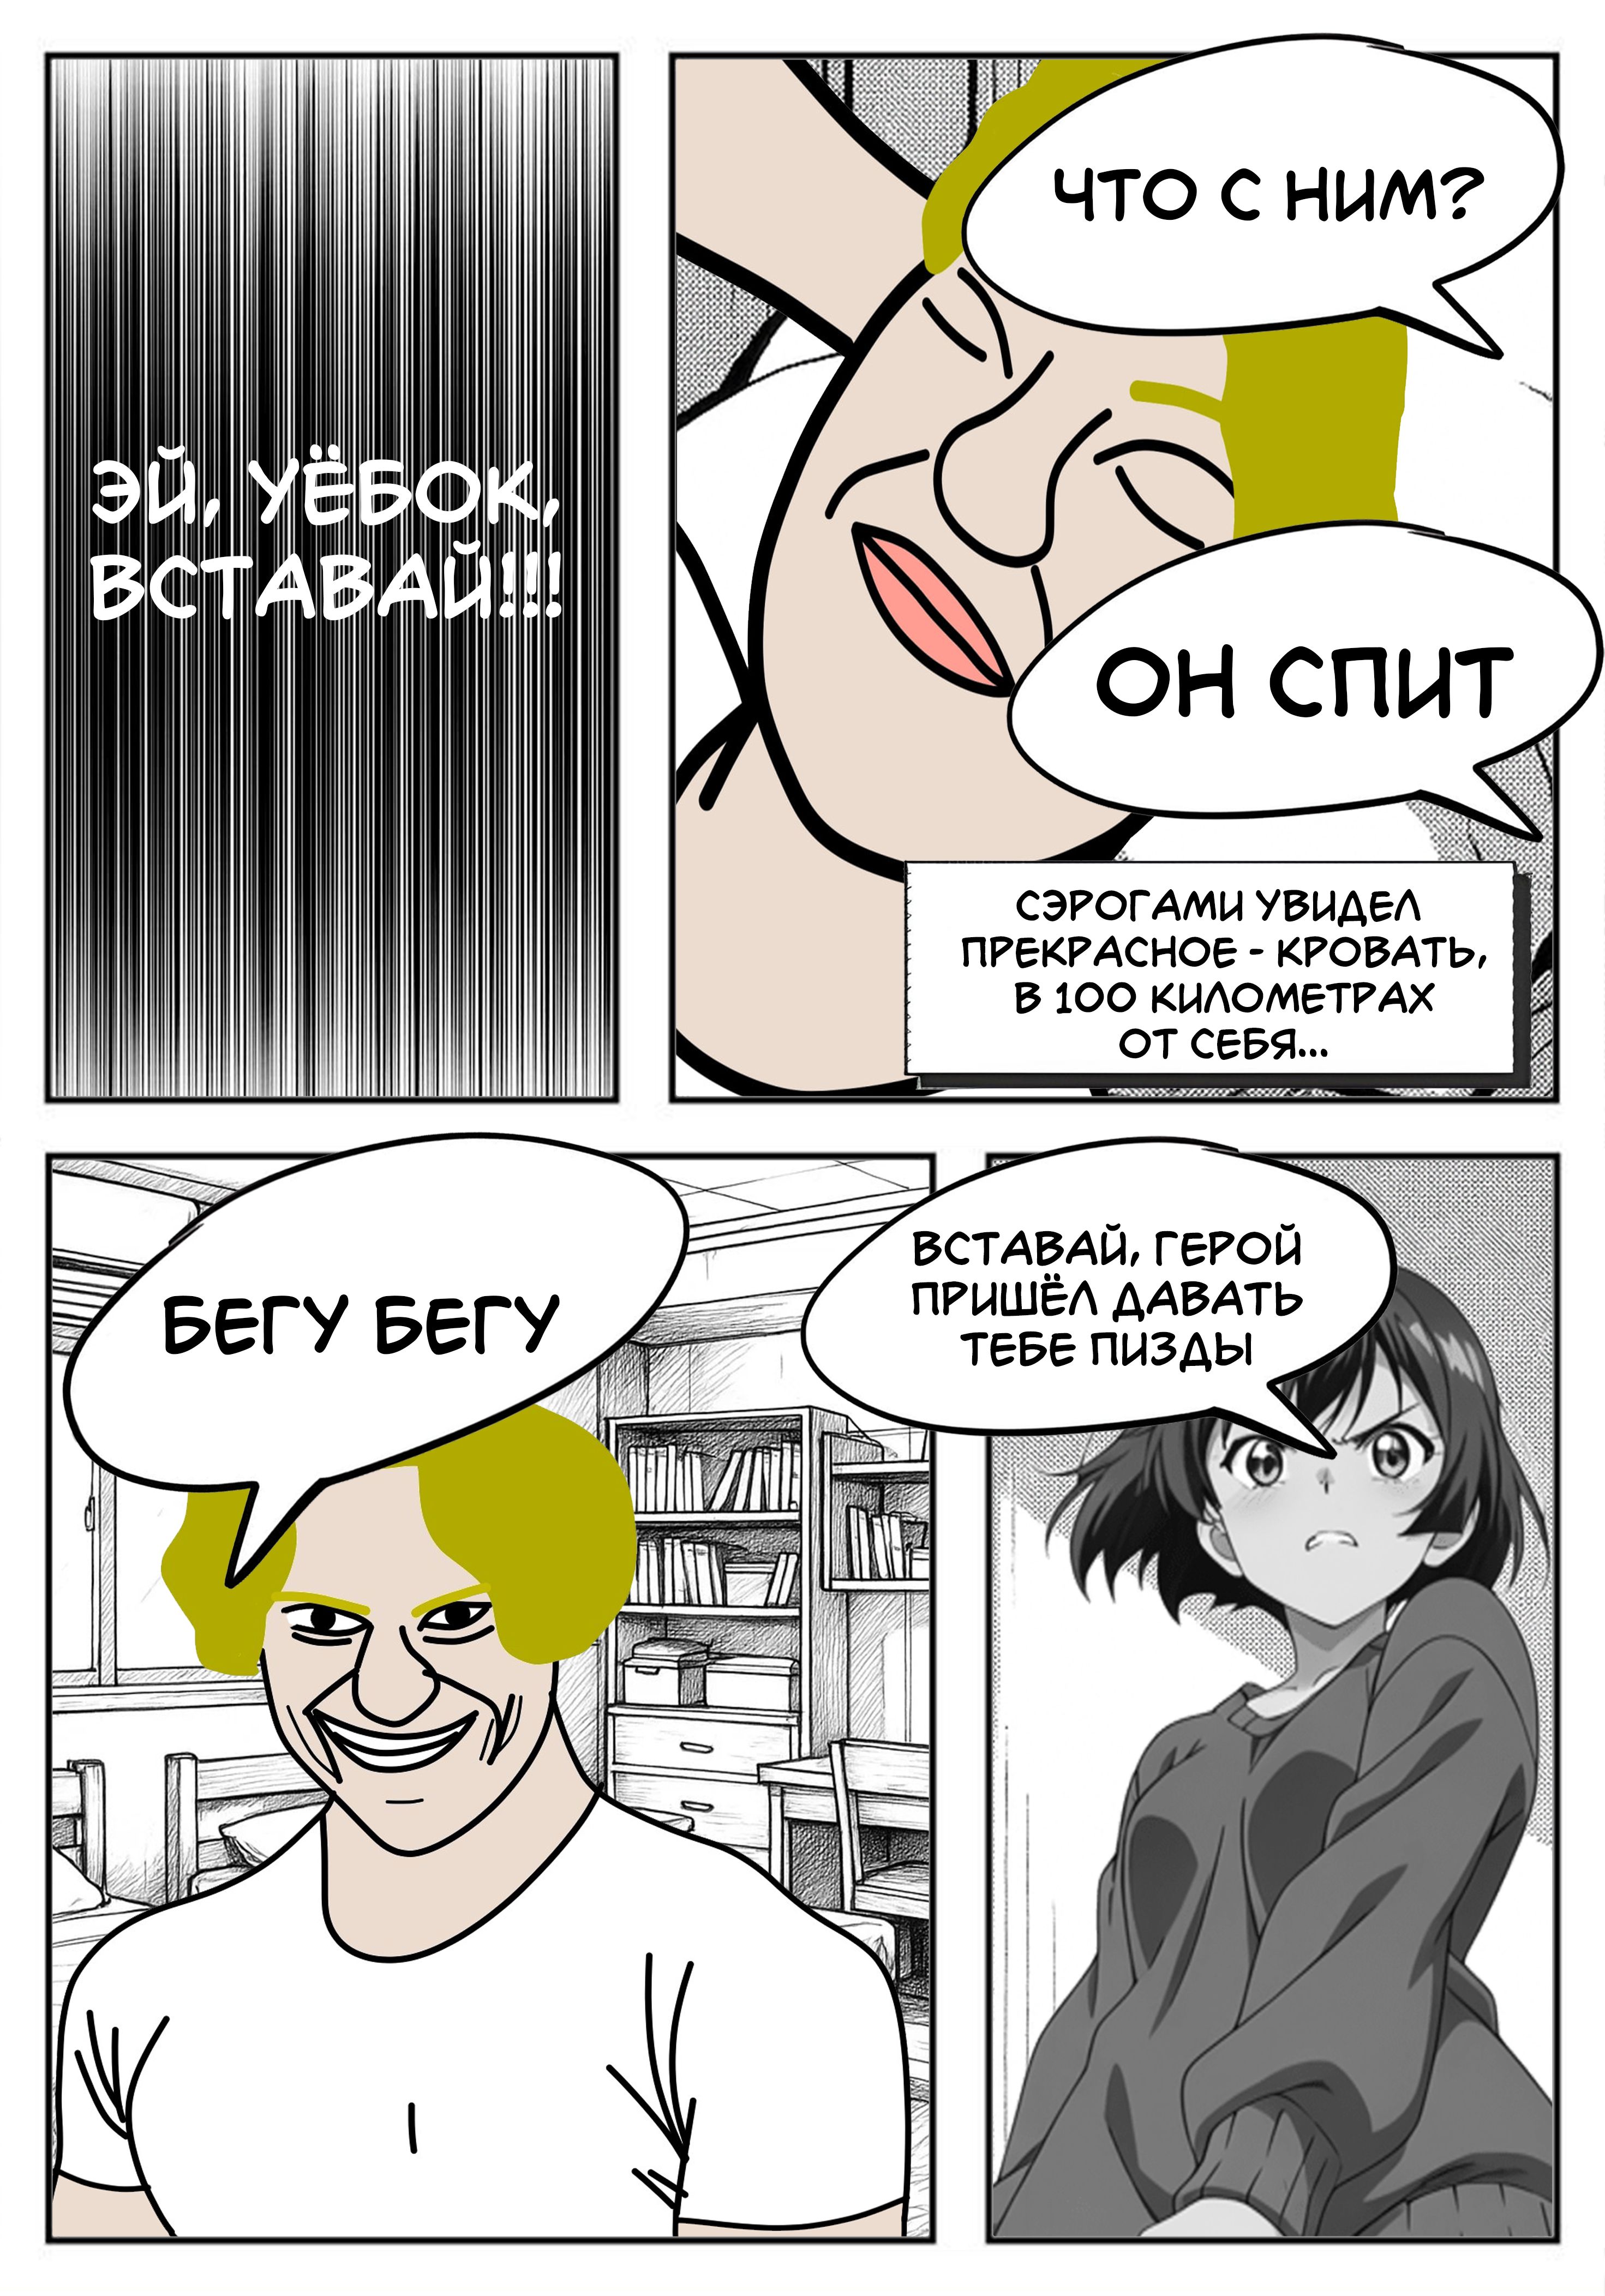 ЭЙ, УЁБОК,
ВСТАВАЙ!!!
ЧТО С НИМ?
ОН СПИТ
СЭРОГАМИ УВИДЕЛ
ПРЕКРАСНОЕ - КРОВАТЬ,
В 100 КИЛОМЕТРАХ
ОТ СЕБЯ...
БЕГУ БЕГУ
ВСТАВАЙ, ГЕРОЙ
ПРИШЁЛ ДАВАТЬ
ТЕБЕ ПИЗДЫ